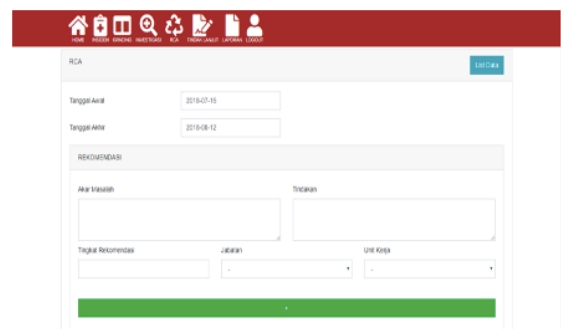 HOME INSIDEN GRADING INVESTIGASI RCA TINDAK LANJUT LAPORAN LOGOUT
RCA
List Data
Tanggal Awal 2018-07-15
Tanggal Akhir 2018-08-12
REKOMENDASI
Akar Masalah Tindakan
Tingkat Rekomendasi Jabatan Unit Kerja
- -
+